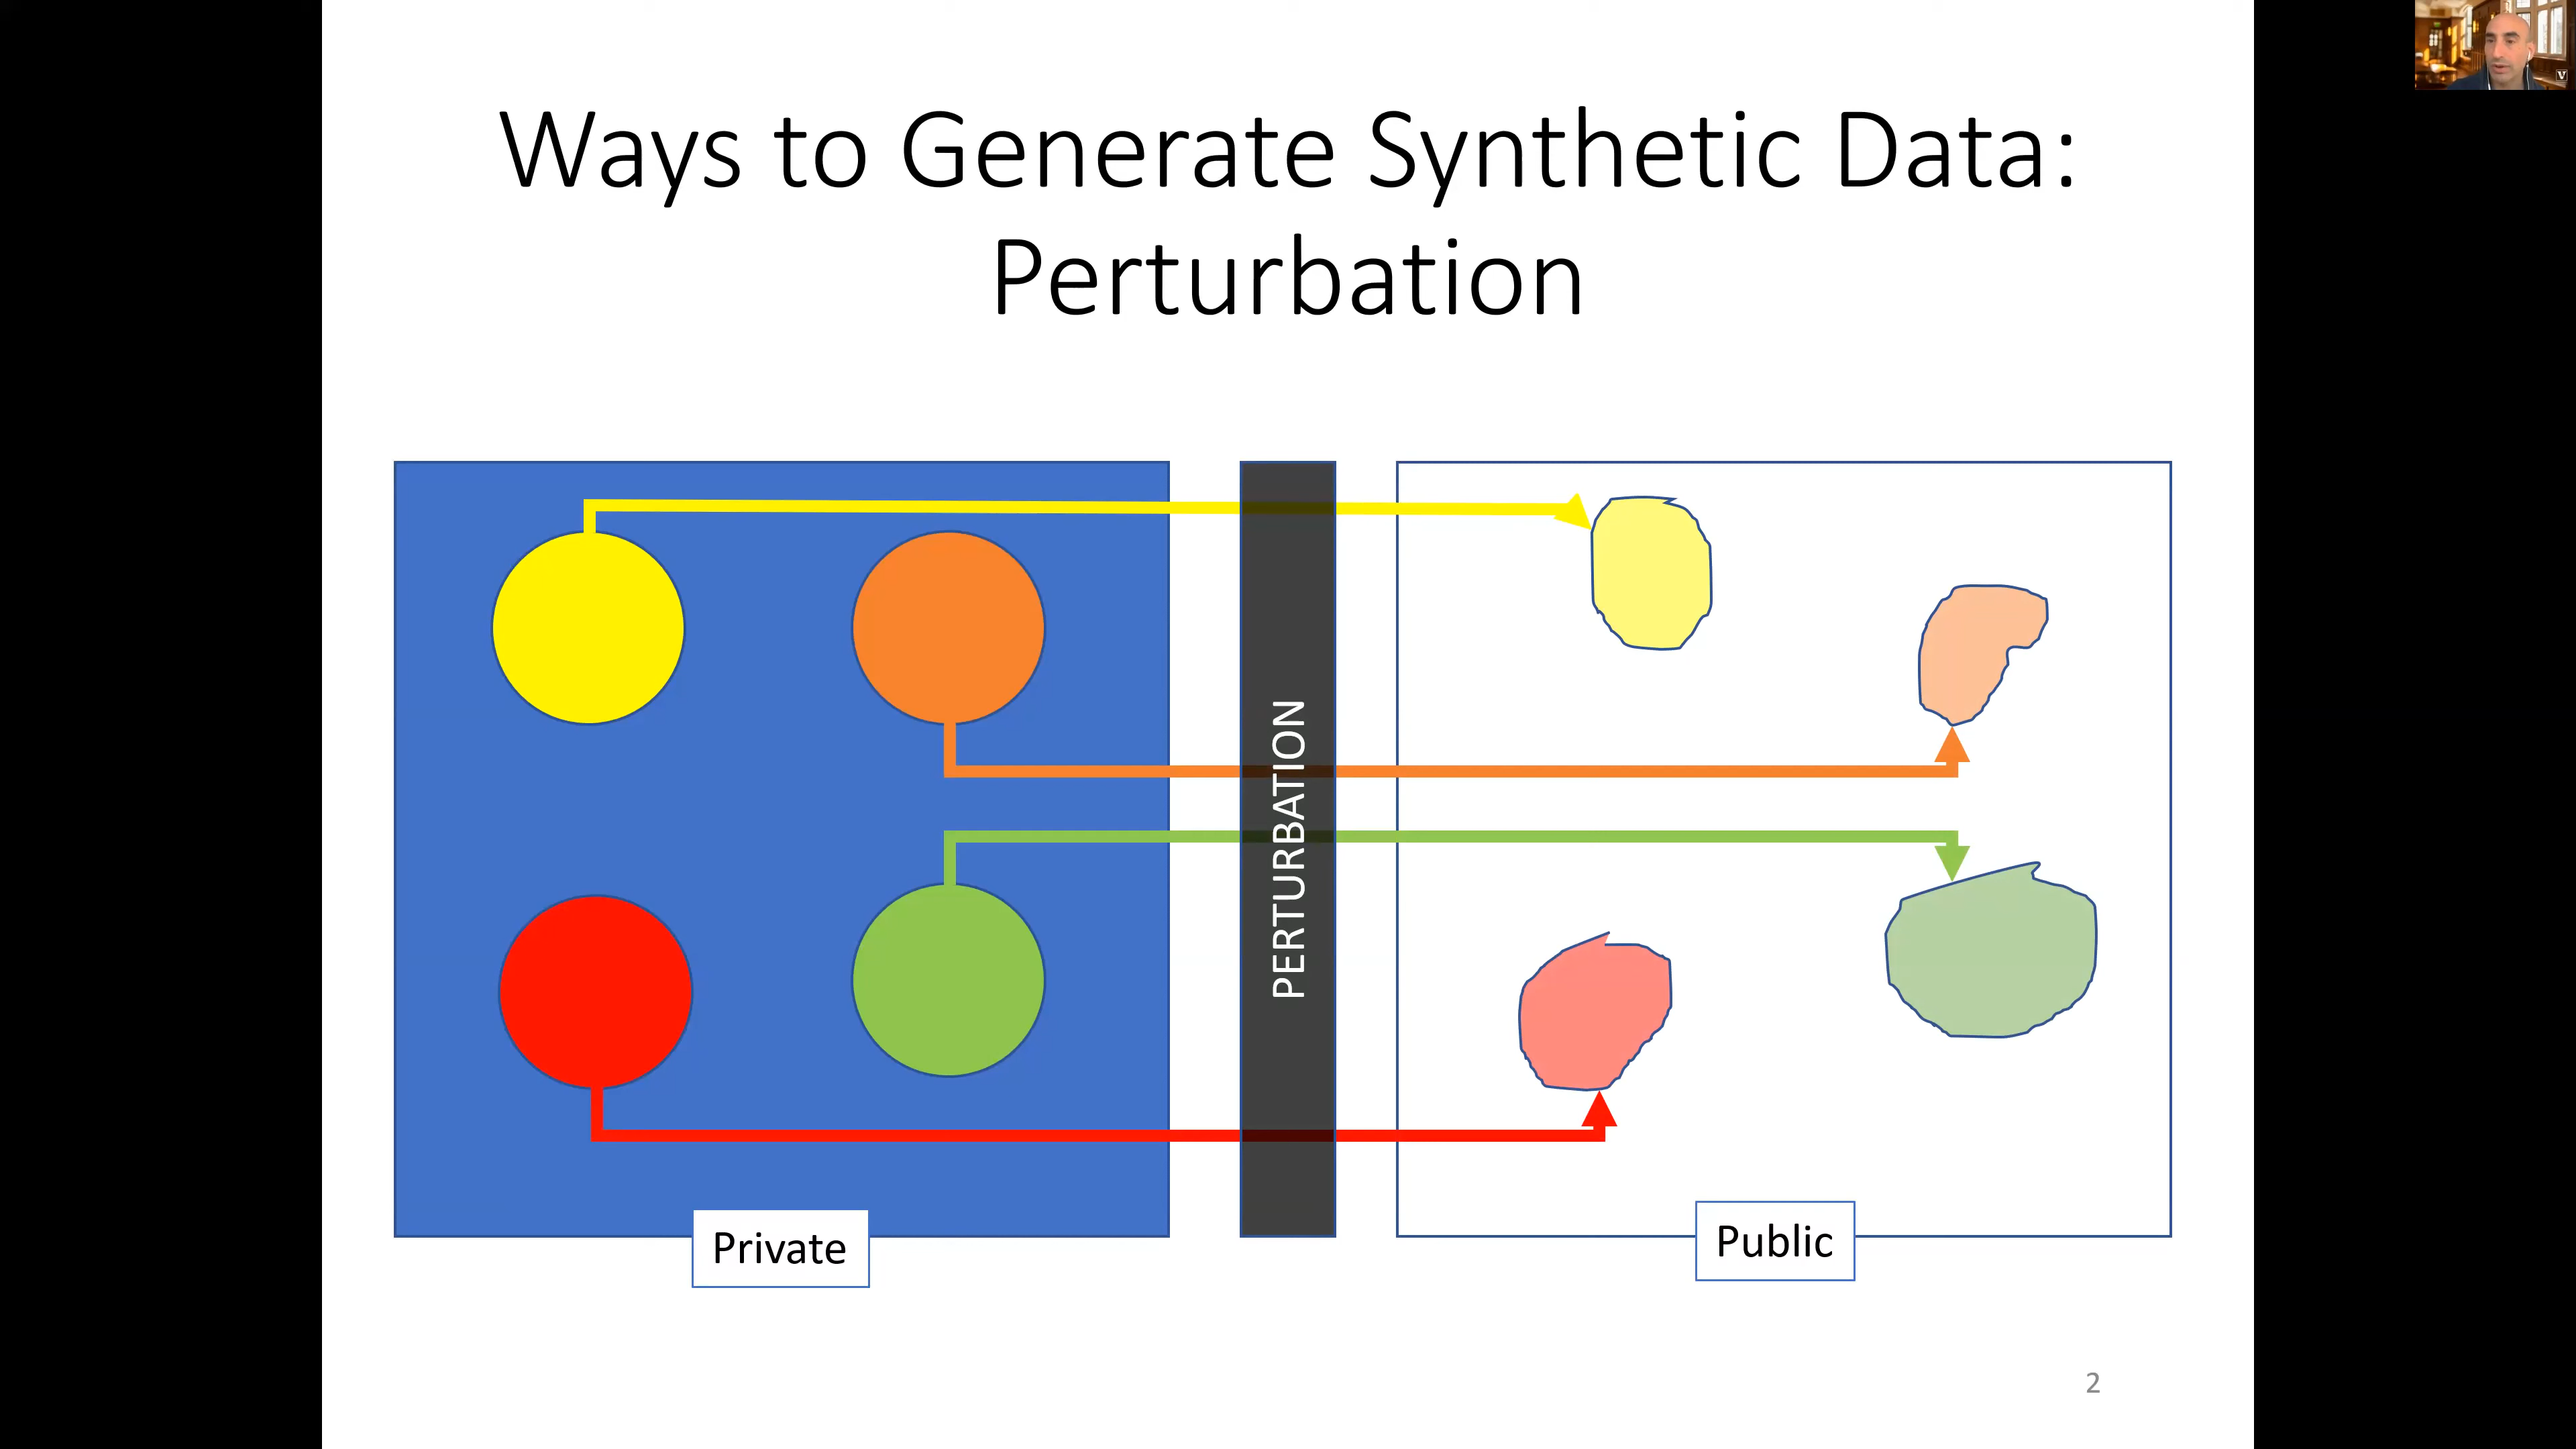 Ways to Generate Synthetic Data:
Perturbation
PERTURBATION
Private
Public
2
V